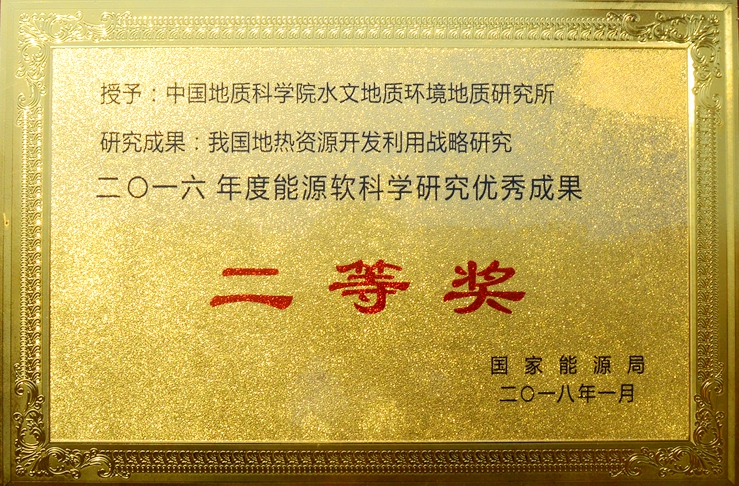 授予：中国地质科学院水文地质环境地质研究所
研究成果：我国地热资源开发利用战略研究
二〇一六 年度能源软科学研究优秀成果
二等奖
国家能源局
二〇一八年一月